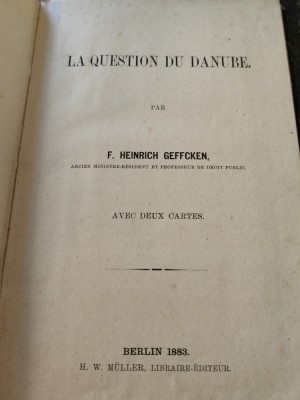 LA QUESTION DU DANUBE.
PAR
F. HEINRICH GEFFCKEN,
ANCIEN MINISTRE-RÉSIDENT ET PROFESSEUR DE DROIT PUBLIC.
AVEC DEUX CARTES.
BERLIN 1883.
H. W. MÜLLER, LIBRAIRE-ÉDITEUR.